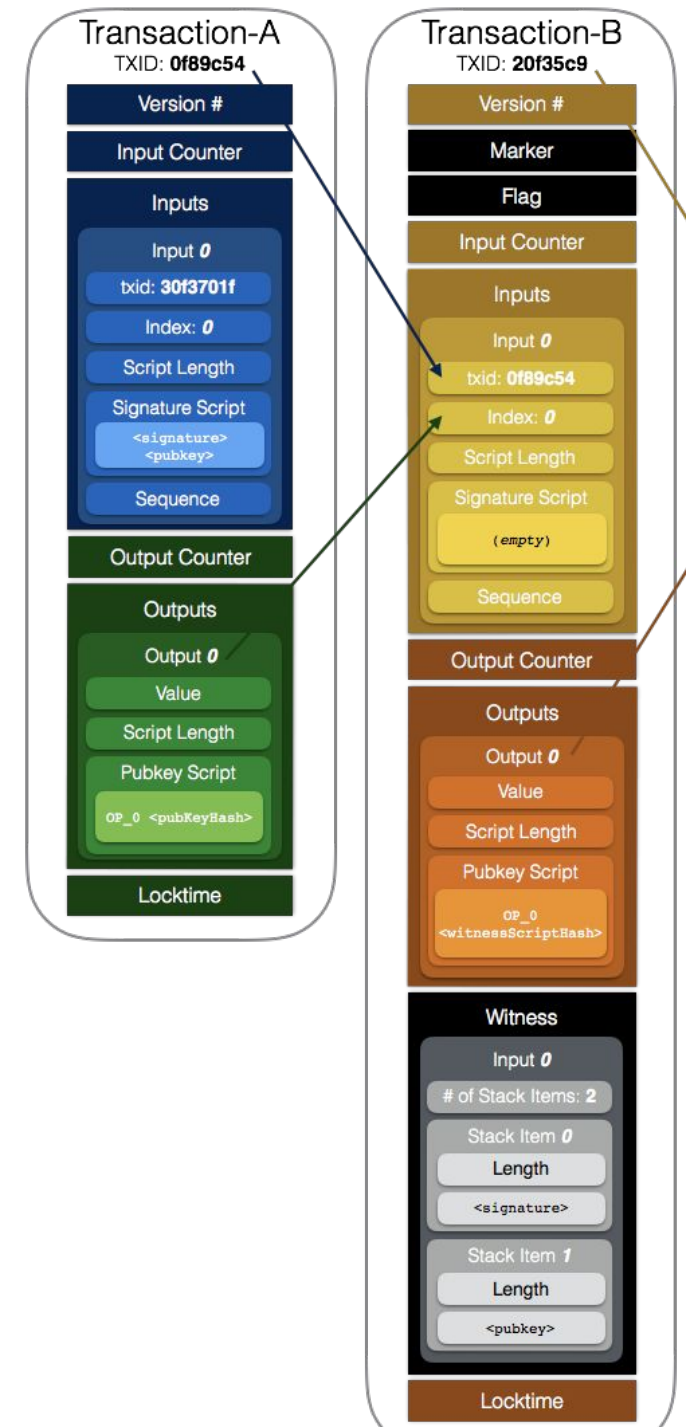 Transaction-A
TXID: 0f89c54
Version #
Input Counter
Inputs
Input 0
txid: 30f3701f
Index: 0
Script Length
Signature Script
<signature>
<pubkey>
Sequence
Output Counter
Outputs
Output 0
Value
Script Length
Pubkey Script
OP_0 <pubKeyHash>
Locktime
Transaction-B
TXID: 20f35c9
Version #
Marker
Flag
Input Counter
Inputs
Input 0
txid: 0f89c54
Index: 0
Script Length
Signature Script
(empty)
Sequence
Output Counter
Outputs
Output 0
Value
Script Length
Pubkey Script
OP_0
<witnessScriptHash>
Witness
Input 0
# of Stack Items: 2
Stack Item 0
Length
<signature>
Stack Item 1
Length
<pubkey>
Locktime